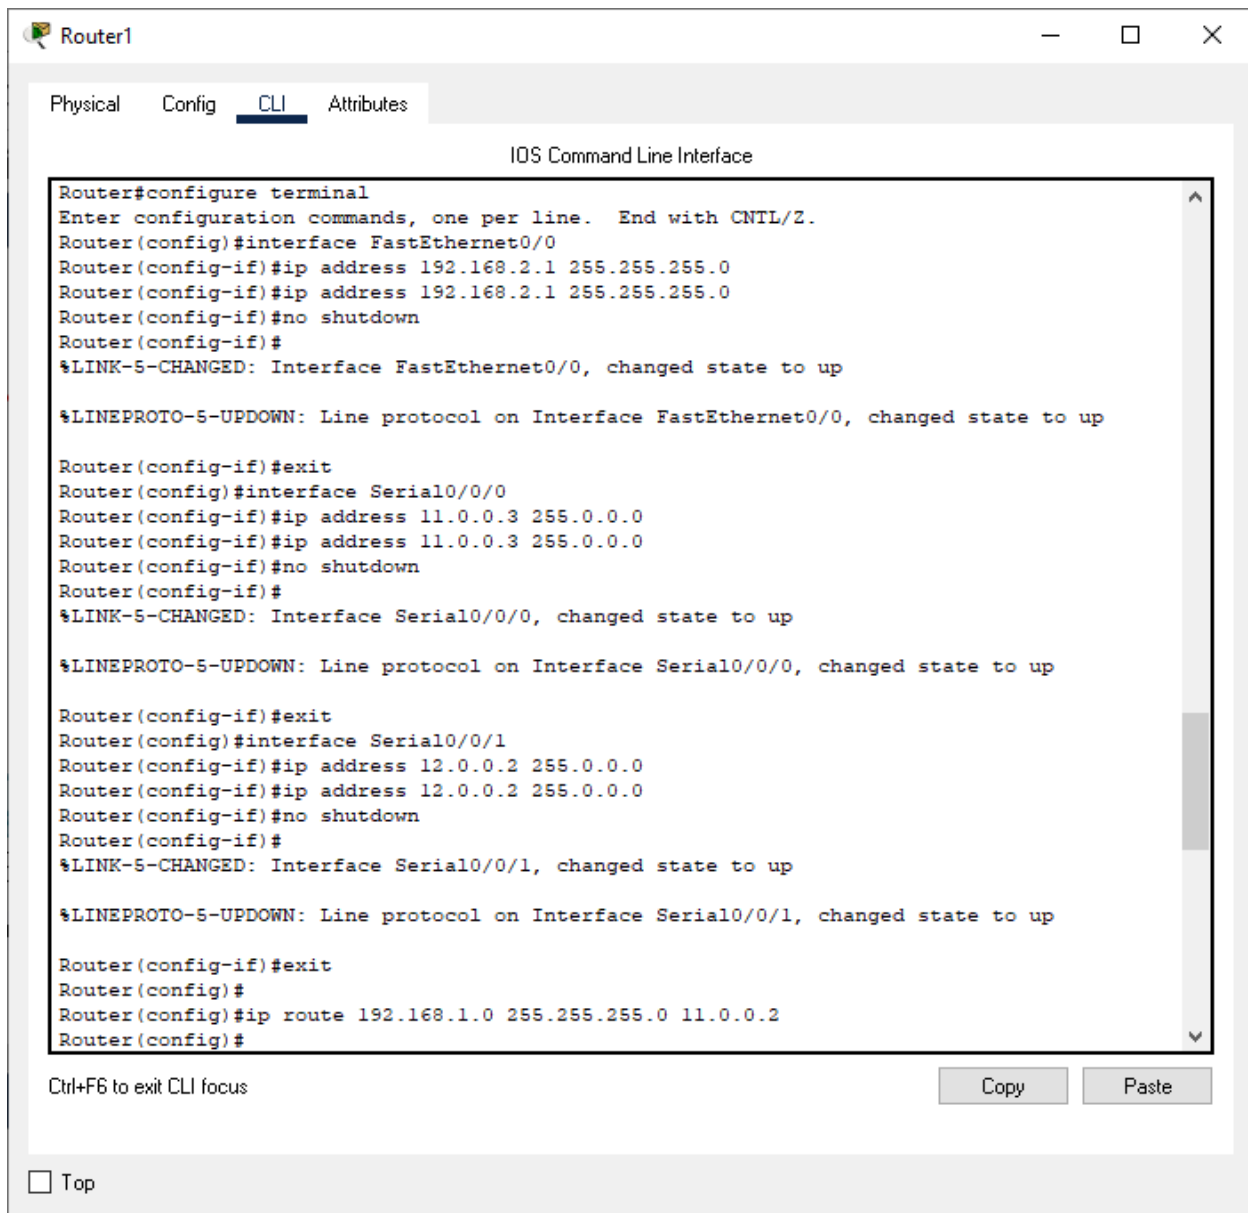 Router1
Physical Config CLI Attributes
IOS Command Line Interface
Router#configure terminal
Enter configuration commands, one per line.  End with CNTL/Z.
Router(config)#interface FastEthernet0/0
Router(config-if)#ip address 192.168.2.1 255.255.255.0
Router(config-if)#ip address 192.168.2.1 255.255.255.0
Router(config-if)#no shutdown
Router(config-if)#
%LINK-5-CHANGED: Interface FastEthernet0/0, changed state to up
%LINEPROTO-5-UPDOWN: Line protocol on Interface FastEthernet0/0, changed state to up
Router(config-if)#exit
Router(config)#interface Serial0/0/0
Router(config-if)#ip address 11.0.0.3 255.0.0.0
Router(config-if)#ip address 11.0.0.3 255.0.0.0
Router(config-if)#no shutdown
Router(config-if)#
%LINK-5-CHANGED: Interface Serial0/0/0, changed state to up
%LINEPROTO-5-UPDOWN: Line protocol on Interface Serial0/0/0, changed state to up
Router(config-if)#exit
Router(config)#interface Serial0/0/1
Router(config-if)#ip address 12.0.0.2 255.0.0.0
Router(config-if)#ip address 12.0.0.2 255.0.0.0
Router(config-if)#no shutdown
Router(config-if)#
%LINK-5-CHANGED: Interface Serial0/0/1, changed state to up
%LINEPROTO-5-UPDOWN: Line protocol on Interface Serial0/0/1, changed state to up
Router(config-if)#exit
Router(config)#
Router(config)#ip route 192.168.1.0 255.255.255.0 11.0.0.2
Router(config)#
Ctrl+F6 to exit CLI focus Copy Paste
Top